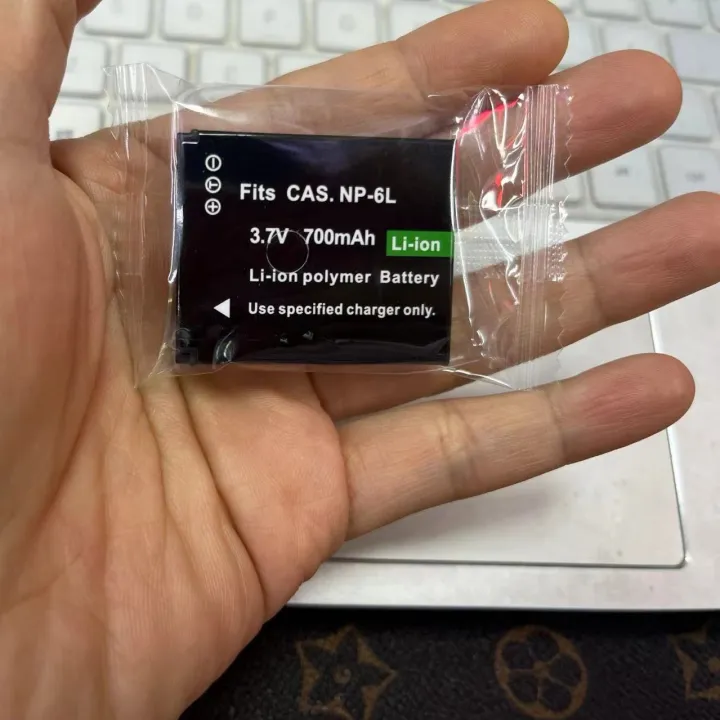 Fits CAS. NP-6L
3.7V 700mAh Li-ion
Li-ion polymer Battery
Use specified charger only.